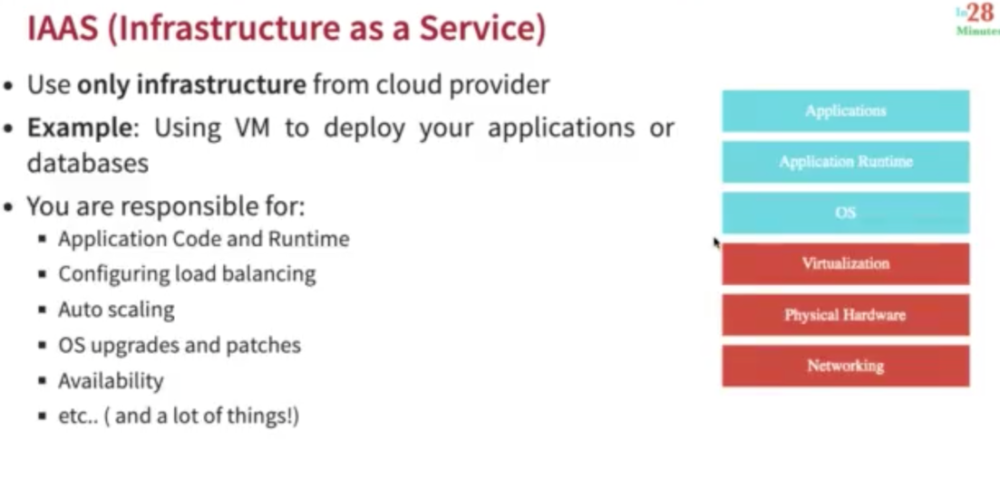 IAAS (Infrastructure as a Service)
In28
Minutes
• Use only infrastructure from cloud provider
• Example: Using VM to deploy your applications or
databases
• You are responsible for:
▪ Application Code and Runtime
▪ Configuring load balancing
▪ Auto scaling
▪ OS upgrades and patches
▪ Availability
▪ etc.. ( and a lot of things!)
Applications
Application Runtime
OS
Virtualization
Physical Hardware
Networking